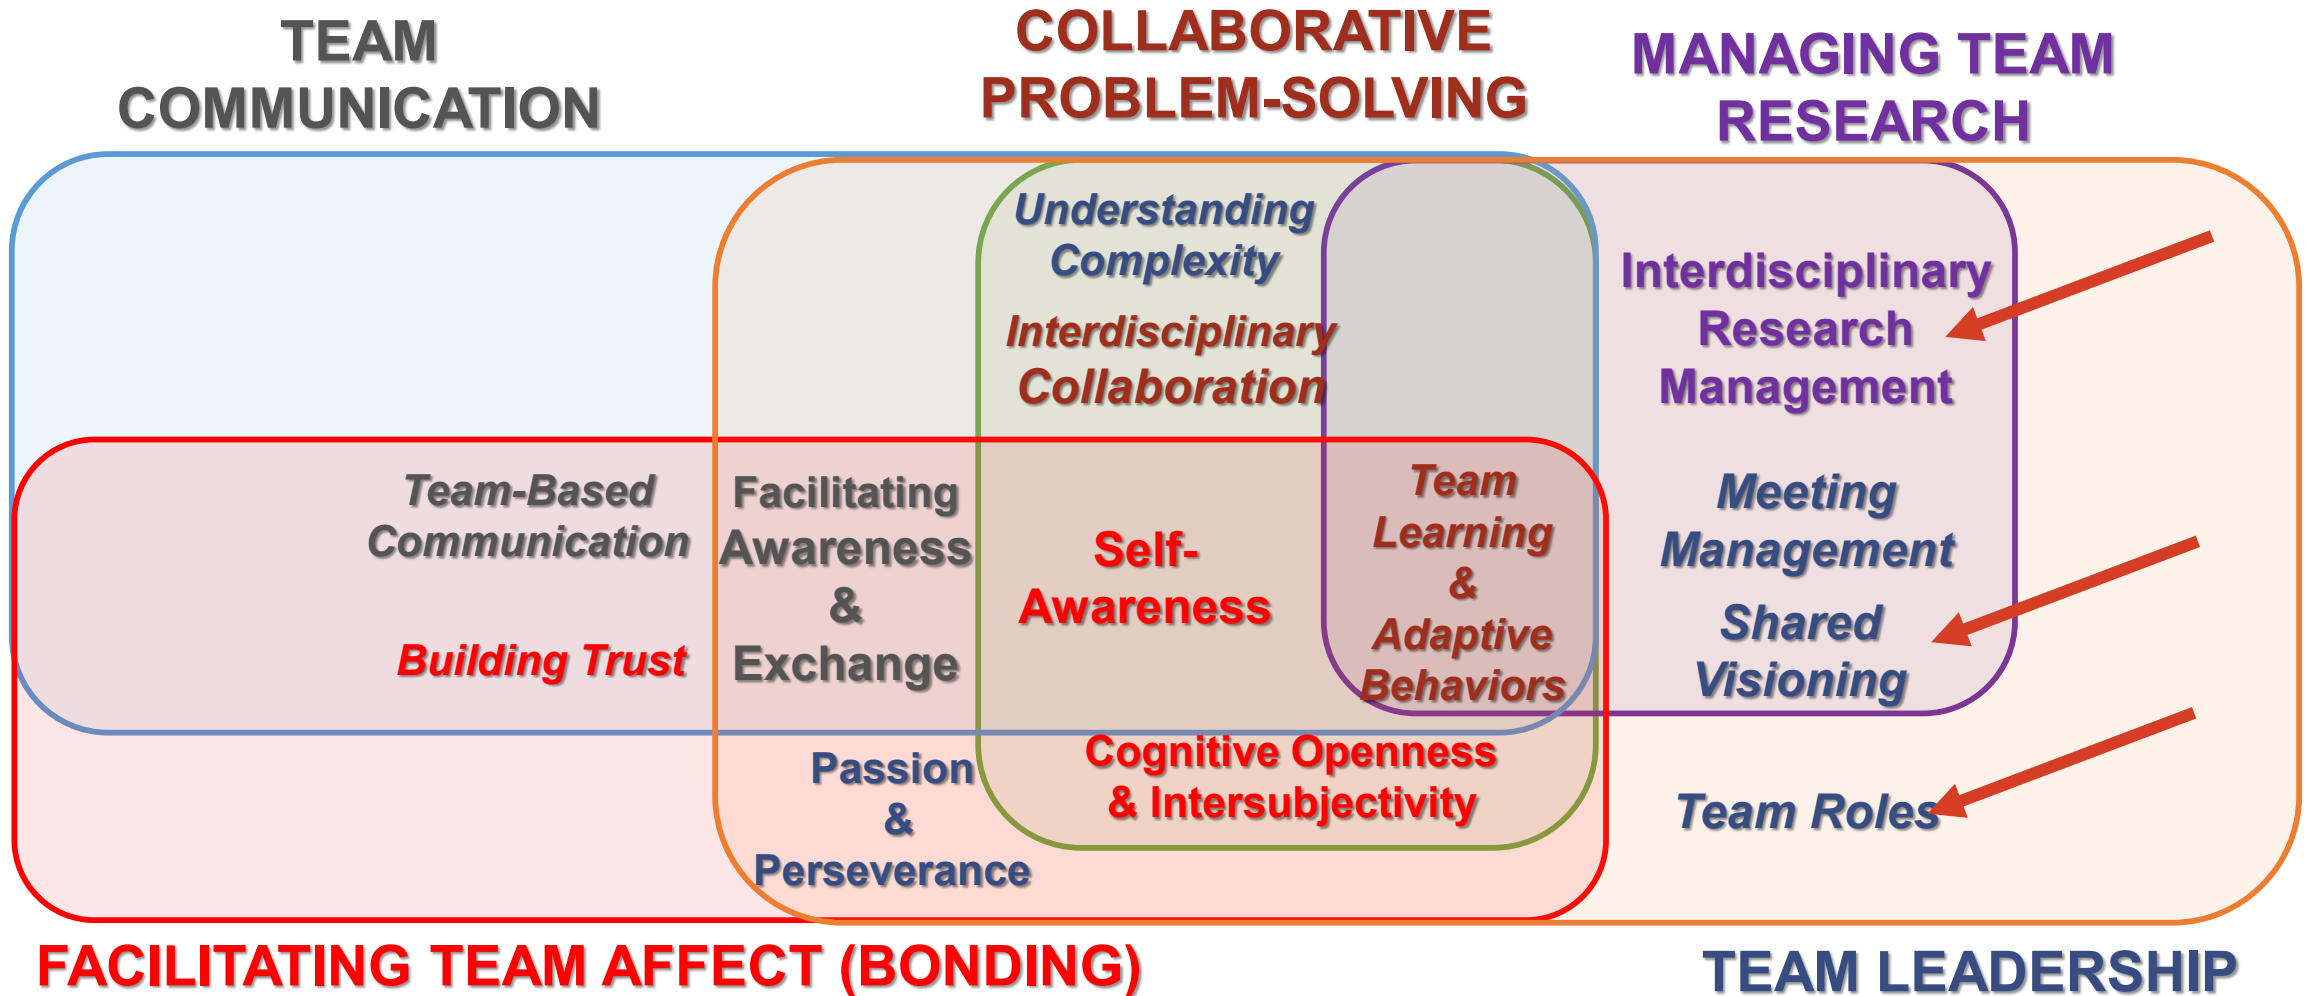 TEAM
COMMUNICATION
COLLABORATIVE
PROBLEM-SOLVING
MANAGING TEAM
RESEARCH
Understanding
Complexity
Interdisciplinary
Collaboration
Interdisciplinary
Research
Management
Team-Based
Communication
Building Trust
Facilitating
Awareness
&
Exchange
Self-
Awareness
Team
Learning
&
Adaptive
Behaviors
Meeting
Management
Shared
Visioning
Passion
&
Perseverance
Cognitive Openness
& Intersubjectivity
Team Roles
FACILITATING TEAM AFFECT (BONDING)
TEAM LEADERSHIP